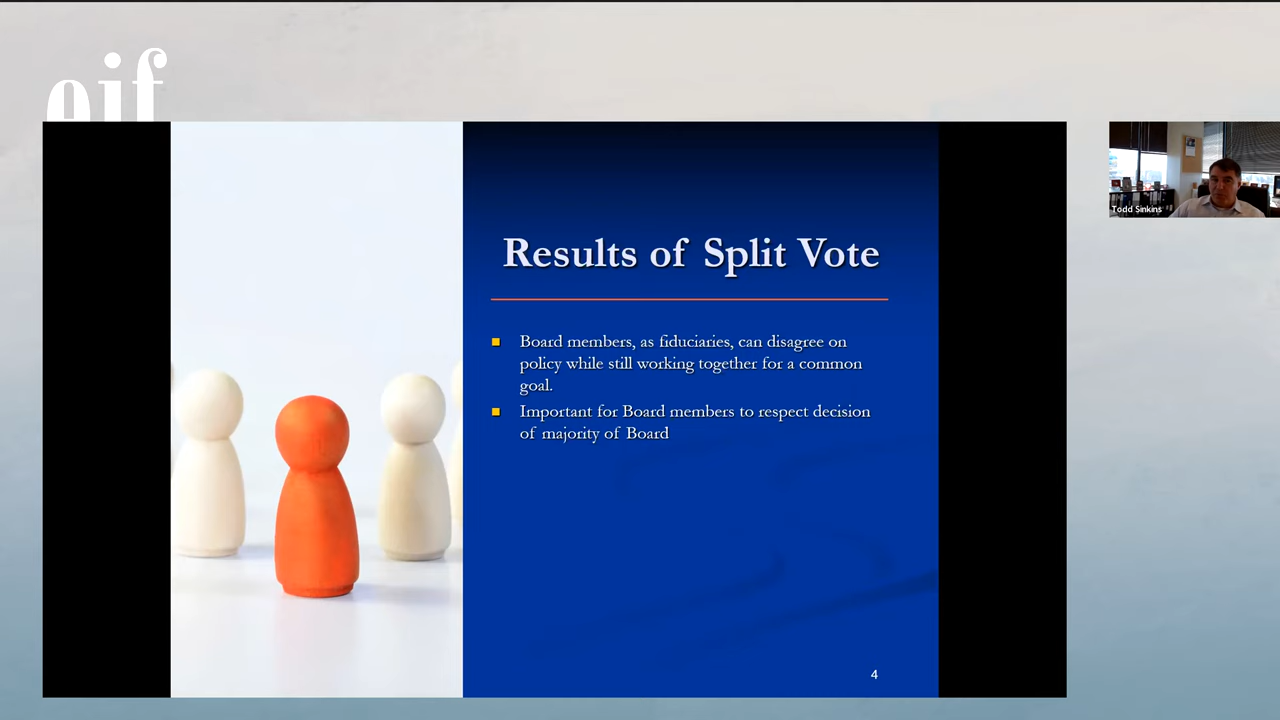 Results of Split Vote
Board members, as fiduciaries, can disagree on
policy while still working together for a common
goal.
Important for Board members to respect decision
of majority of Board
4
Todd Sinkins